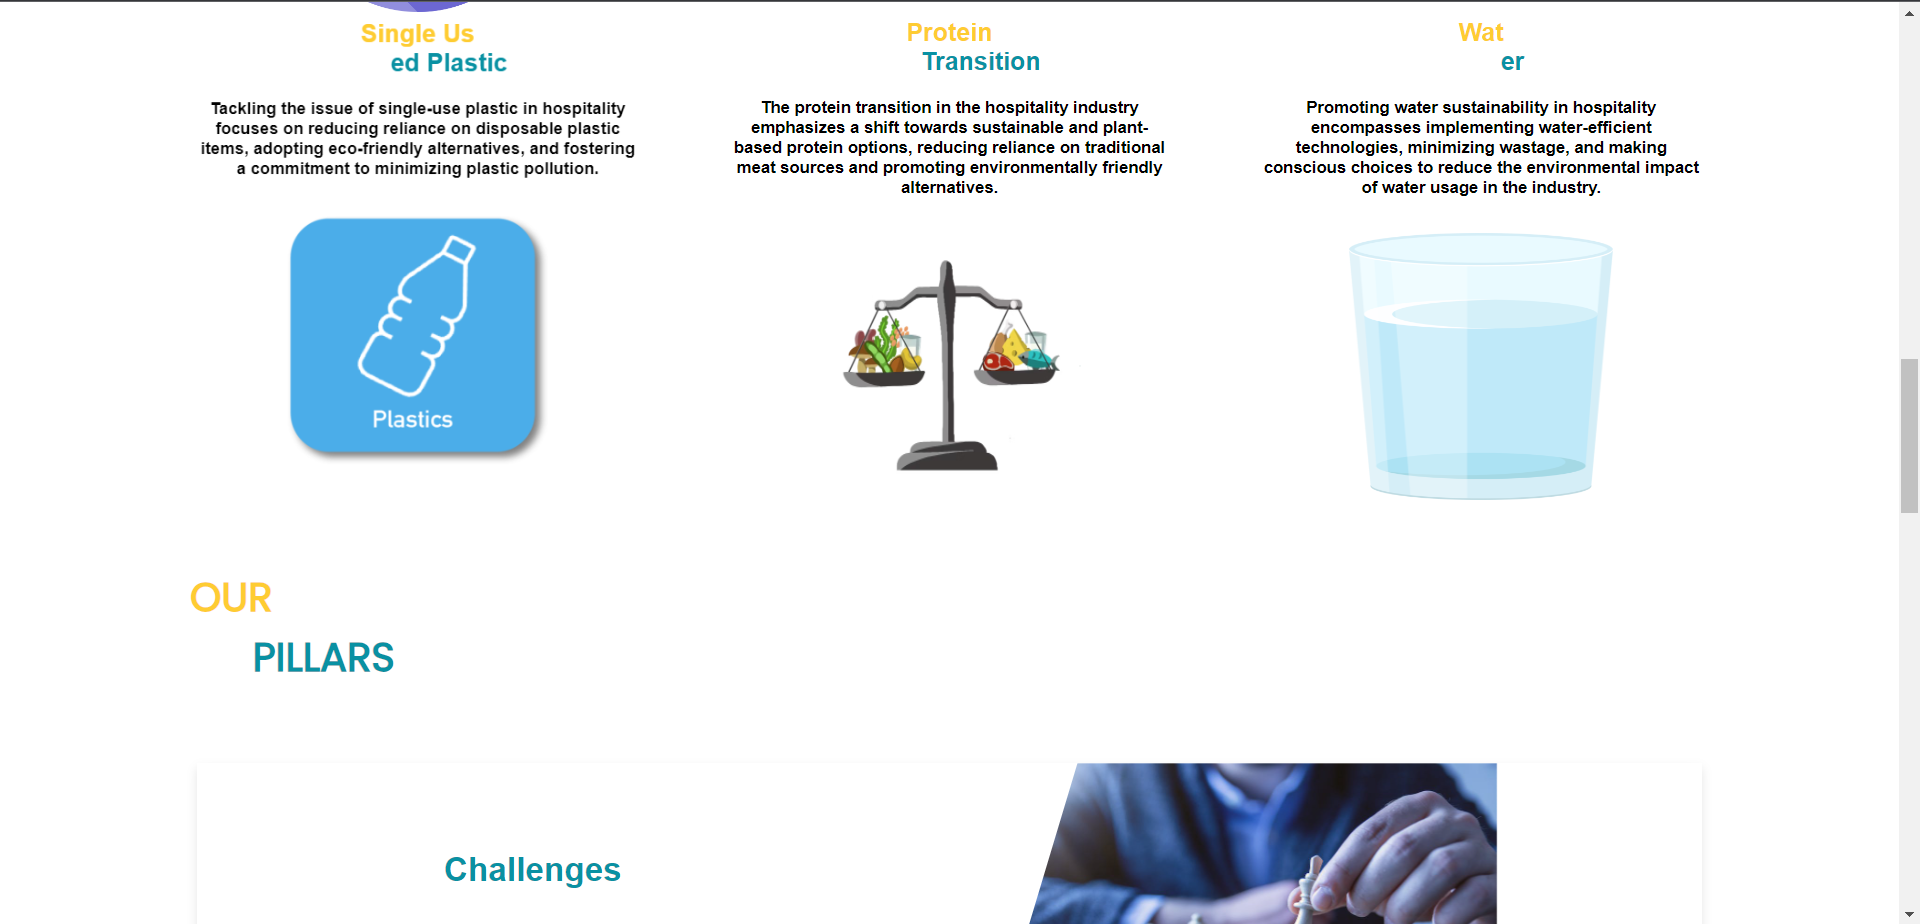 Single Us
ed Plastic
Tackling the issue of single-use plastic in hospitality
focuses on reducing reliance on disposable plastic
items, adopting eco-friendly alternatives, and fostering
a commitment to minimizing plastic pollution.
Plastics
Protein
Transition
The protein transition in the hospitality industry
emphasizes a shift towards sustainable and plant-
based protein options, reducing reliance on traditional
meat sources and promoting environmentally friendly
alternatives.
Wat
er
Promoting water sustainability in hospitality
encompasses implementing water-efficient
technologies, minimizing wastage, and making
conscious choices to reduce the environmental impact
of water usage in the industry.
OUR
PILLARS
Challenges